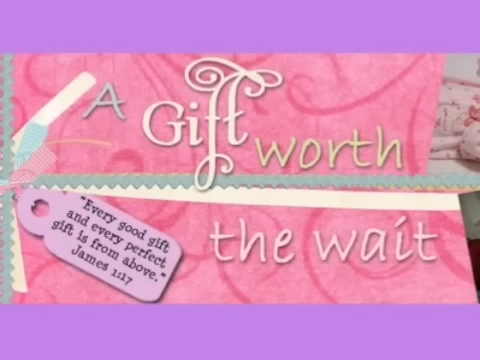 A Gift worth
the wait
"Every good gift
and every perfect
gift is from above."
James 1:17